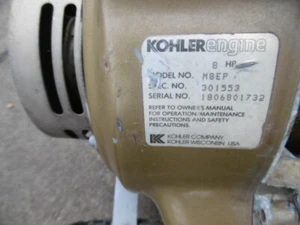 KOHLERengine
8 HP
MODEL NO. M8EP
SPEC. NO. 301553
SERIAL NO. 1806801732
REFER TO OWNER'S MANUAL
FOR OPERATION/MAINTENANCE
INSTRUCTIONS AND SAFETY
PRECAUTIONS.
KOHLER COMPANY
KOHLER WISCONSIN USA